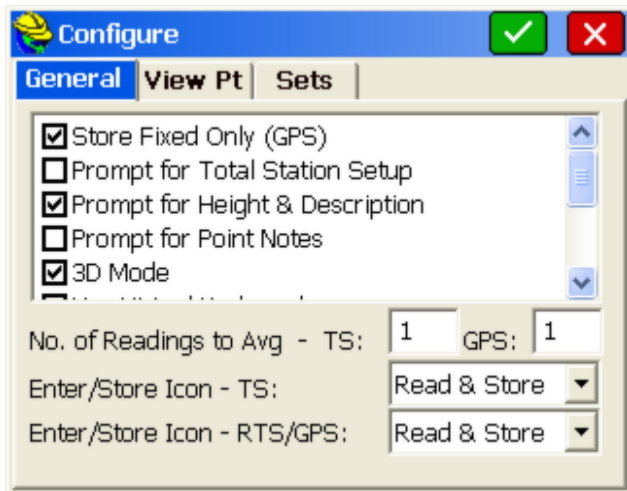 Configure
General View Pt Sets
Store Fixed Only (GPS)
Prompt for Total Station Setup
Prompt for Height & Description
Prompt for Point Notes
3D Mode
No. of Readings to Avg - TS: 1 GPS: 1
Enter/Store Icon - TS: Read & Store
Enter/Store Icon - RTS/GPS: Read & Store